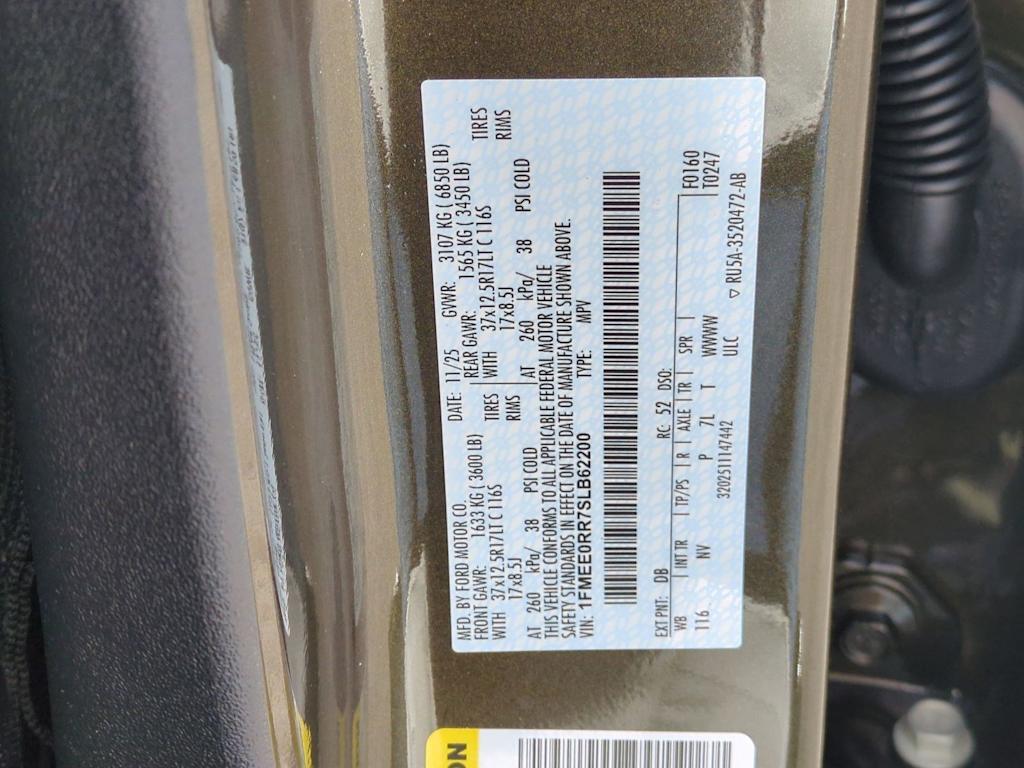 MFD. BY FORD MOTOR CO. DATE: 11/25 GVWR: 3107 KG ( 6850 LB)
FRONT GAWR: 1633 KG ( 3600 LB) REAR GAWR: 1565 KG ( 3450 LB)
WITH 37x12.5R17LT C 116S TIRES WITH 37x12.5R17LT C 116S TIRES
17x8.5J RIMS 17x8.5J RIMS
AT 260 kPa/ 38 PSI COLD AT 260 kPa/ 38 PSI COLD
THIS VEHICLE CONFORMS TO ALL APPLICABLE FEDERAL MOTOR VEHICLE
SAFETY STANDARDS IN EFFECT ON THE DATE OF MANUFACTURE SHOWN ABOVE.
VIN: 1FMEE0RR7SLB62200 TYPE: MPV
EXT PNT: DB RC: 52 DSO: F0160
WB INT TR TP/PS R AXLE TR SPR T0247
116 NV P 7L T WWWW
320251114742 ULC ▽ RU5A-3520472-AB
ON